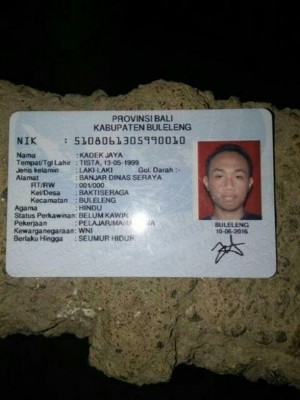 PROVINSI BALI
KABUPATEN BULELENG
NIK : 5108061305990010
Nama : KADEK JAYA
Tempat/Tgl Lahir : TISTA, 13-05-1999
Jenis kelamin : LAKI-LAKI Gol. Darah :-
Alamat : BANJAR DINAS SERAYA
RT/RW : 001/000
Kel/Desa : BAKTISERAGA
Kecamatan : BULELENG
Agama : HINDU
Status Perkawinan: BELUM KAWIN
Pekerjaan : PELAJAR/MAHASISWA
Kewarganegaraan: WNI
Berlaku Hingga : SEUMUR HIDUP
BULELENG
10-06-2016